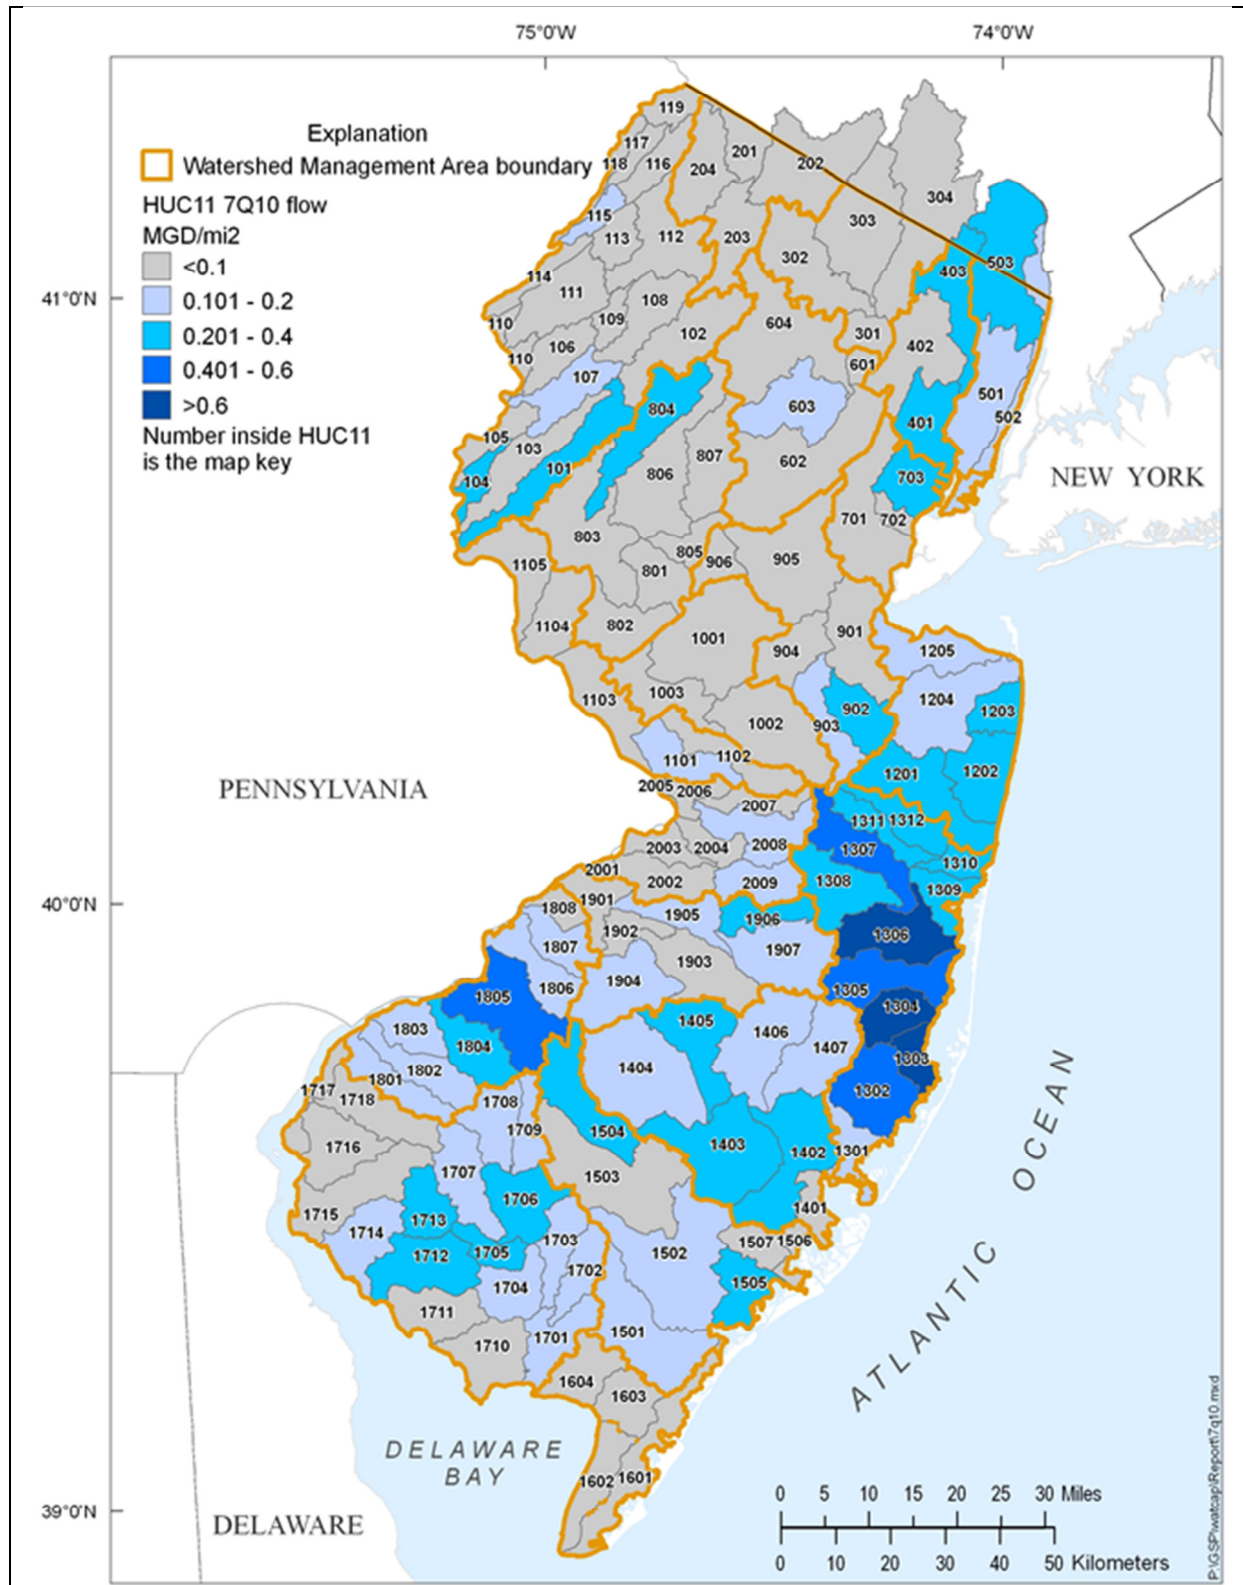 75°0'W 74°0'W
Explanation
Watershed Management Area boundary
HUC11 7Q10 flow
MGD/mi2
<0.1
0.101 - 0.2
0.201 - 0.4
0.401 - 0.6
>0.6
Number inside HUC11
is the map key
41°0'N
40°0'N
39°0'N
119
117
118 116 204 201 202
115 304
113 112 203 303
302 403 503
114
111 108
110 109 102 604 301 402
110 106 601
107 603 501
804 401 502
105 103 602
104 101 806 807 703
NEW YORK
701 702
803 805 906 905
1105 801
1104 802 1001 904 901
1205
1103 1003 1204 1203
1002 903 902
1101 1102 1201 1202
PENNSYLVANIA
2005 2006 2007
1311 1312
2003 2004 2008 1307 1310
2001 2002 2009 1308 1309
1808 1901 1905 1906
1902 1306
1807 1903 1907
1806 1904 1305
1805 1304
1803 1405 1406 1407
1804 1404 1303
1801 1802 1302
1717 1718 1708
1709 1504 1403 1402 1301
1716 1707 1503
1706 1401
1715 1714 1713 1703 1507 1506
1712 1705 1702 1502
1704 1505
1711 1701 1501
1710
1604 1603
1602 1601
ATLANTIC OCEAN
DELAWARE
BAY
DELAWARE
0 5 10 15 20 25 30 Miles
0 10 20 30 40 50 Kilometers
P:\GSP\watcap\Report\7q10.mxd